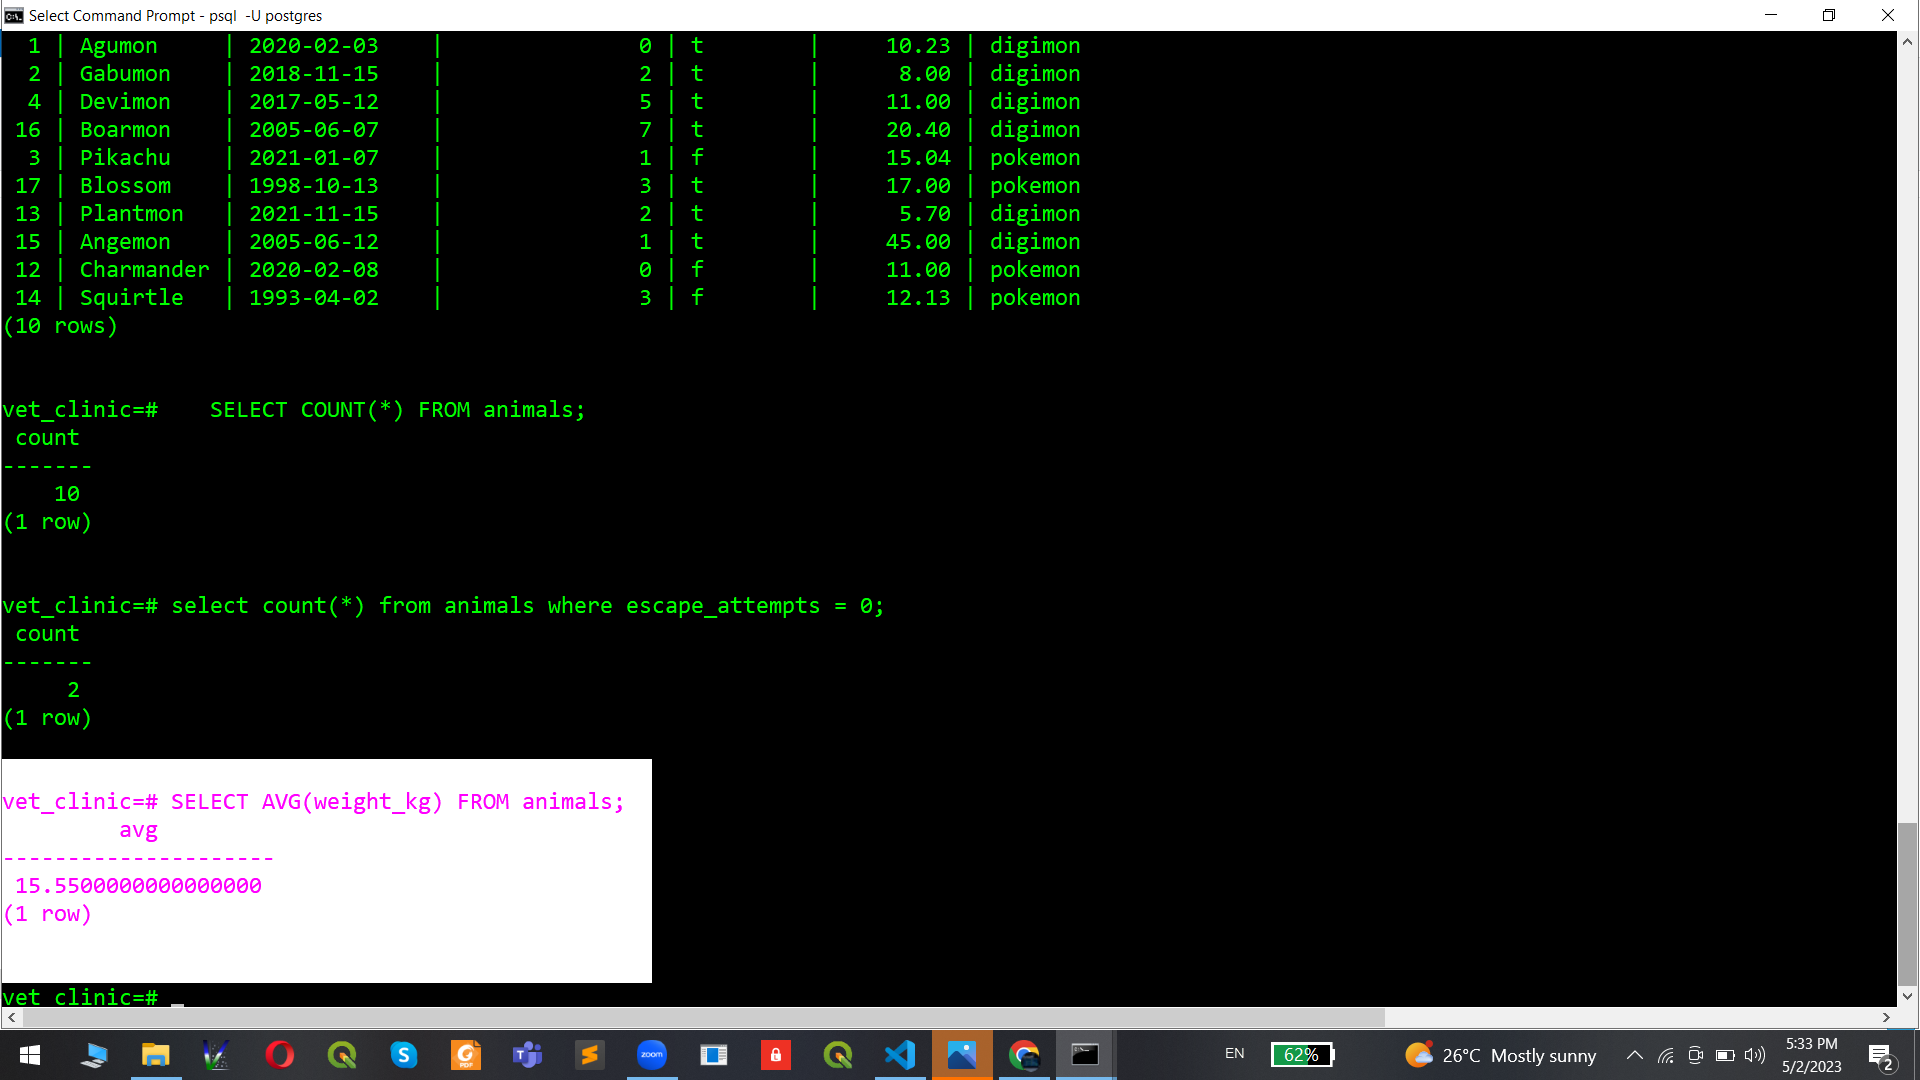 Select Command Prompt - psql  -U postgres
  1 | Agumon     | 2020-02-03    |               0 | t        |     10.23 | digimon
  2 | Gabumon    | 2018-11-15    |               2 | t        |      8.00 | digimon
  4 | Devimon    | 2017-05-12    |               5 | t        |     11.00 | digimon
 16 | Boarmon    | 2005-06-07    |               7 | t        |     20.40 | digimon
  3 | Pikachu    | 2021-01-07    |               1 | f        |     15.04 | pokemon
 17 | Blossom    | 1998-10-13    |               3 | t        |     17.00 | pokemon
 13 | Plantmon   | 2021-11-15    |               2 | t        |      5.70 | digimon
 15 | Angemon    | 2005-06-12    |               1 | t        |     45.00 | digimon
 12 | Charmander | 2020-02-08    |               0 | f        |     11.00 | pokemon
 14 | Squirtle   | 1993-04-02    |               3 | f        |     12.13 | pokemon
(10 rows)
vet_clinic=#    SELECT COUNT(*) FROM animals;
 count
-------
    10
(1 row)
vet_clinic=# select count(*) from animals where escape_attempts = 0;
 count
-------
     2
(1 row)
vet_clinic=# SELECT AVG(weight_kg) FROM animals;
         avg
---------------------
 15.5500000000000000
(1 row)
vet_clinic=# _
zoom
EN
62%
26°C  Mostly sunny
5:33 PM
5/2/2023
2